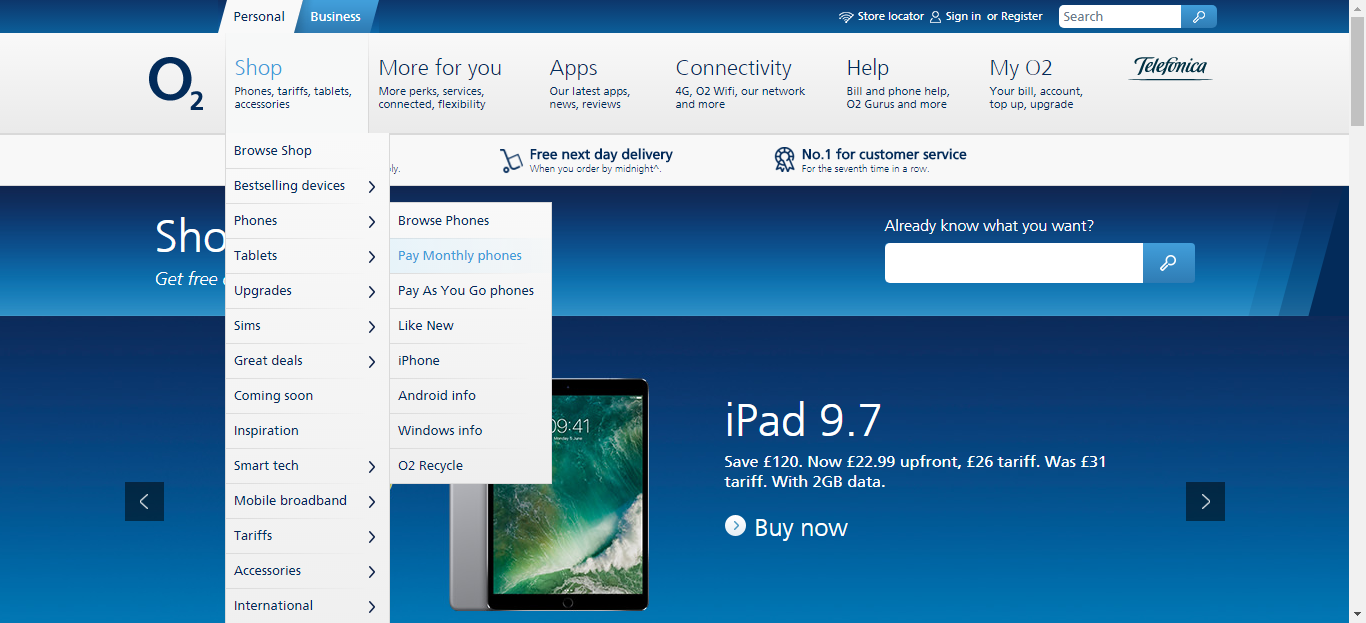 Personal
Business
Store locator
Sign in or Register
Search
O2
Shop
Phones, tariffs, tablets,
accessories
More for you
More perks, services,
connected, flexibility
Apps
Our latest apps,
news, reviews
Connectivity
4G, O2 Wifi, our network
and more
Help
Bill and phone help,
O2 Gurus and more
My O2
Your bill, account,
top up, upgrade
Telefónica
Free next day delivery
When you order by midnight^.
No.1 for customer service
For the seventh time in a row.
Browse Shop
Bestselling devices
Phones
Tablets
Upgrades
Sims
Great deals
Coming soon
Inspiration
Smart tech
Mobile broadband
Tariffs
Accessories
International
Browse Phones
Pay Monthly phones
Pay As You Go phones
Like New
iPhone
Android info
Windows info
O2 Recycle
Sho
Get free
Already know what you want?
09:41
iPad 9.7
Save £120. Now £22.99 upfront, £26 tariff. Was £31
tariff. With 2GB data.
Buy now